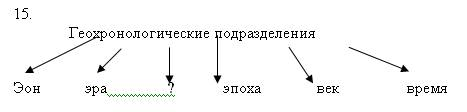 15.
Геохронологические подразделения
Эон эра ? эпоха век время